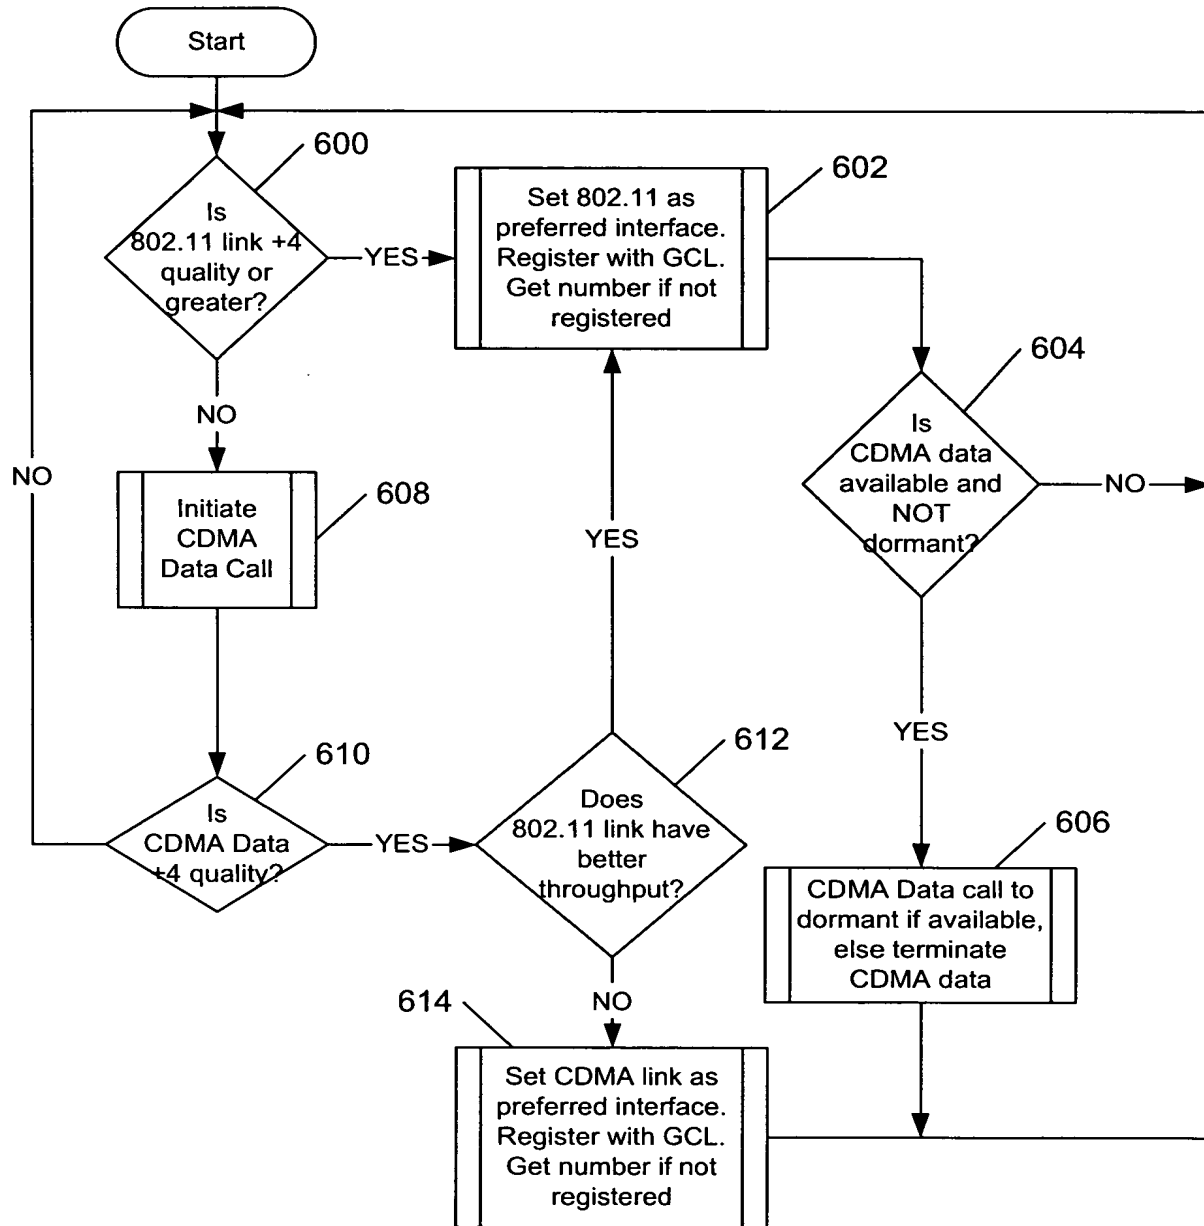 Start
600
Is
802.11 link +4
quality or
greater?
YES
602
Set 802.11 as
preferred interface.
Register with GCL.
Get number if not
registered
604
Is
CDMA data
available and
NOT
dormant?
NO
NO
NO
608
Initiate
CDMA
Data Call
YES
YES
610
Is
CDMA Data
+4 quality?
YES
612
Does
802.11 link have
better
throughput?
606
CDMA Data call to
dormant if available,
else terminate
CDMA data
NO
614
Set CDMA link as
preferred interface.
Register with GCL.
Get number if not
registered